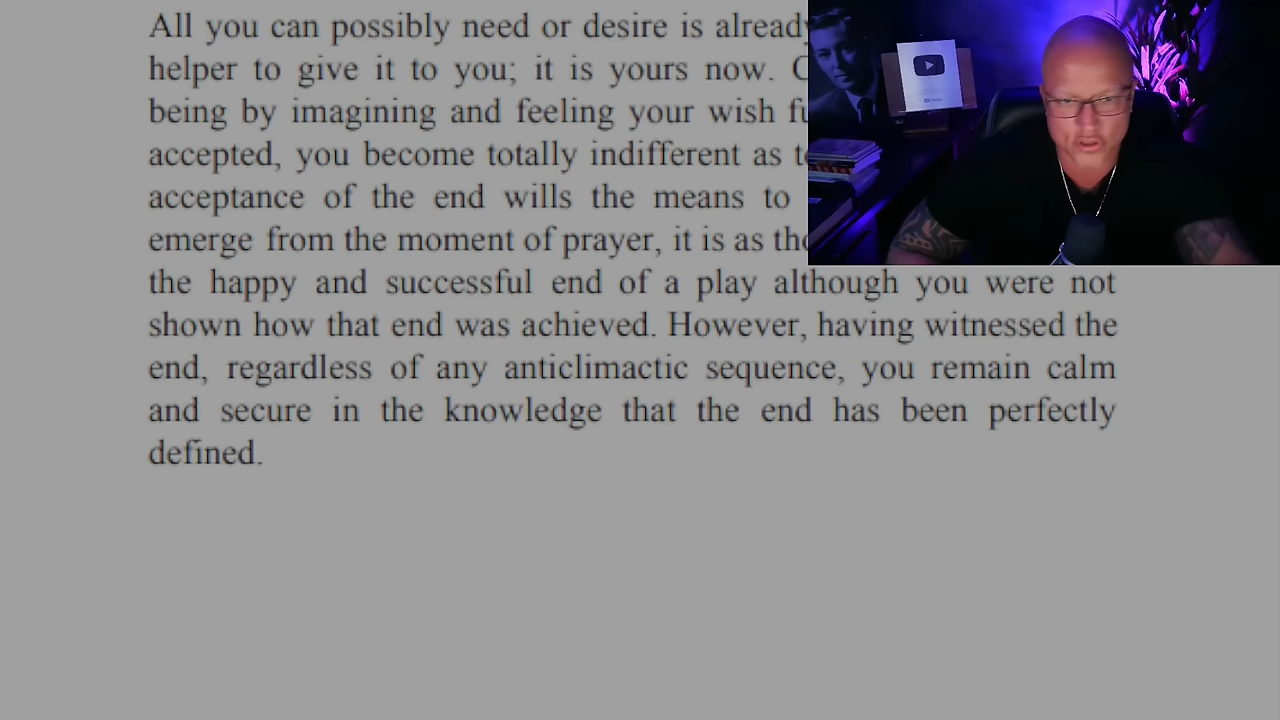 All you can possibly need or desire is already
helper to give it to you; it is yours now.
being by imagining and feeling your wish
accepted, you become totally indifferent as
acceptance of the end wills the means to
emerge from the moment of prayer, it is as
the happy and successful end of a play although you were not
shown how that end was achieved. However, having witnessed the
end, regardless of any anticlimactic sequence, you remain calm
and secure in the knowledge that the end has been perfectly
defined.